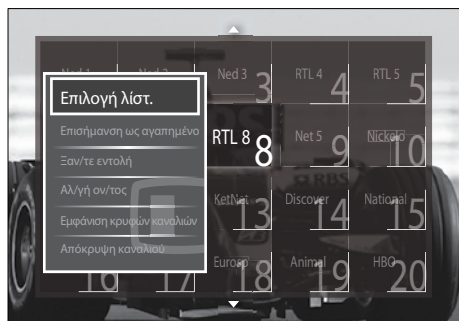 Ned 3 3
RTL 4 4
RTL 5 5
Επιλογή λίστ.
Επισήμανση ως αγαπημένο
Ξαν/τε εντολή
Αλ/γή ον/τος
Εμφάνιση κρυφών καναλιών
Απόκρυψη καναλιού
RTL 8 8
Net 5 9
Nickelo 10
RBS
KetNet 13
Discover 14
National 15
16
17
Eurosp 18
Animal 19
HBO 20